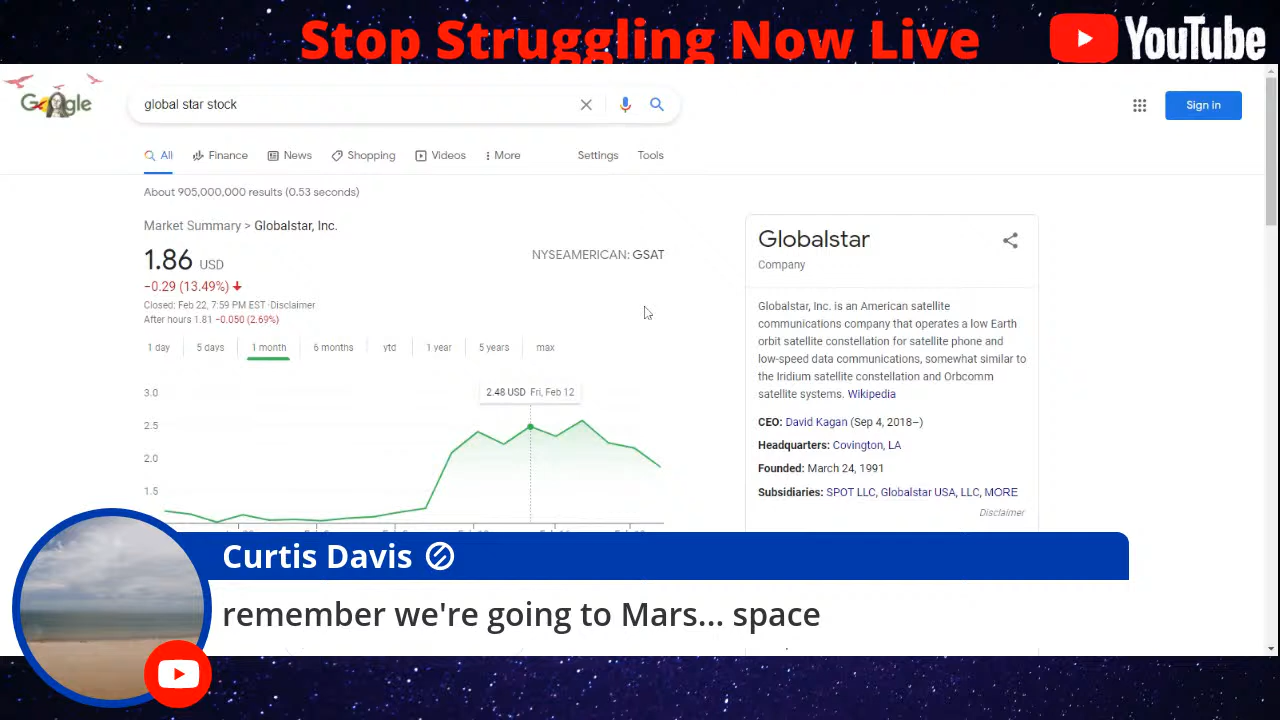 Stop Struggling Now Live
YouTube
Google
global star stock
Sign in
All Finance News Shopping Videos More Settings Tools
About 905,000,000 results (0.53 seconds)
Market Summary > Globalstar, Inc.
1.86 USD
NYSEAMERICAN: GSAT
−0.29 (13.49%)
Closed: Feb 22, 7:59 PM EST · Disclaimer
After hours 1.81 −0.050 (2.69%)
1 day 5 days 1 month 6 months ytd 1 year 5 years max
2.48 USD Fri, Feb 12
3.0
2.5
2.0
1.5
Globalstar
Company
Globalstar, Inc. is an American satellite
communications company that operates a low Earth
orbit satellite constellation for satellite phone and
low-speed data communications, somewhat similar to
the Iridium satellite constellation and Orbcomm
satellite systems. Wikipedia
CEO: David Kagan (Sep 4, 2018–)
Headquarters: Covington, LA
Founded: March 24, 1991
Subsidiaries: SPOT LLC, Globalstar USA, LLC, MORE
Disclaimer
Curtis Davis
remember we're going to Mars... space